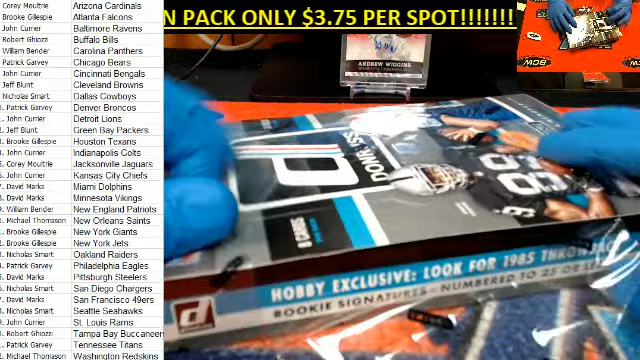 Corey Moultrie Arizona Cardinals
Brooke Gillespie Atlanta Falcons
John Currier Baltimore Ravens
Robert Ghiozzi Buffalo Bills
William Bender Carolina Panthers
Patrick Garvey Chicago Bears
John Currier Cincinnati Bengals
Jeff Blunt Cleveland Browns
Nicholas Smart Dallas Cowboys
Patrick Garvey Denver Broncos
John Currier Detroit Lions
Jeff Blunt Green Bay Packers
Brooke Gillespie Houston Texans
John Currier Indianapolis Colts
Corey Moultrie Jacksonville Jaguars
John Currier Kansas City Chiefs
David Marks Miami Dolphins
David Marks Minnesota Vikings
William Bender New England Patriots
Michael Thomason New Orleans Saints
Brooke Gillespie New York Giants
Brooke Gillespie New York Jets
Nicholas Smart Oakland Raiders
Patrick Garvey Philadelphia Eagles
David Marks Pittsburgh Steelers
Nicholas Smart San Diego Chargers
David Marks San Francisco 49ers
Nicholas Smart Seattle Seahawks
John Currier St. Louis Rams
Robert Ghiozzi Tampa Bay Buccaneers
Patrick Garvey Tennessee Titans
Michael Thomason Washington Redskins
N PACK ONLY $3.75 PER SPOT!!!!!!!
ANDREW WIGGINS
DONRUSS
8 CARDS
HOBBY EXCLUSIVE: LOOK FOR 1985
ROOKIE SIGNATURES - NUMBERED TO 25 OR
BCW